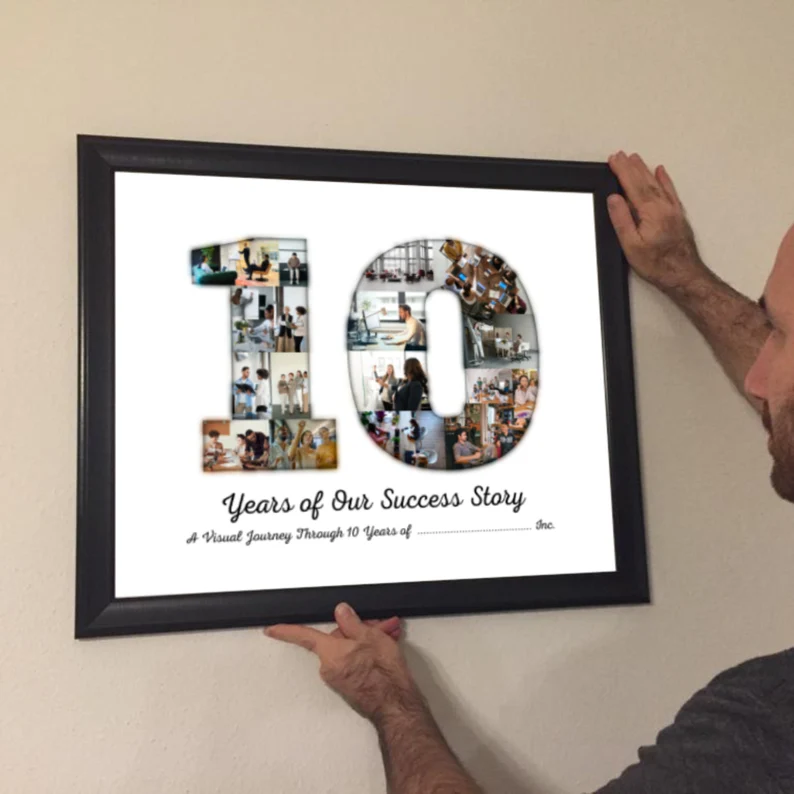 10
Years of Our Success Story
A Visual Journey Through 10 Years of ........................................ Inc.